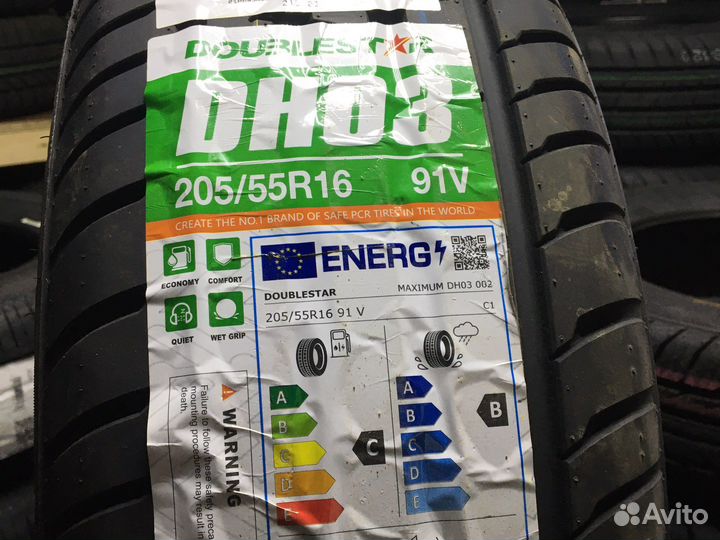 DOUBLESTAR
DH03
205/55R16 91V
CREATE THE NO.1 BRAND OF SAFE PCR TIRES IN THE WORLD
ECONOMY COMFORT
QUIET WET GRIP
ENERG
DOUBLESTAR MAXIMUM DH03 002
205/55R16 91 V C1
A
B
C
D
E
C
A
B
C
D
E
B
WARNING
Failure to follow these safety
mounting procedures may result in
death.
Avito